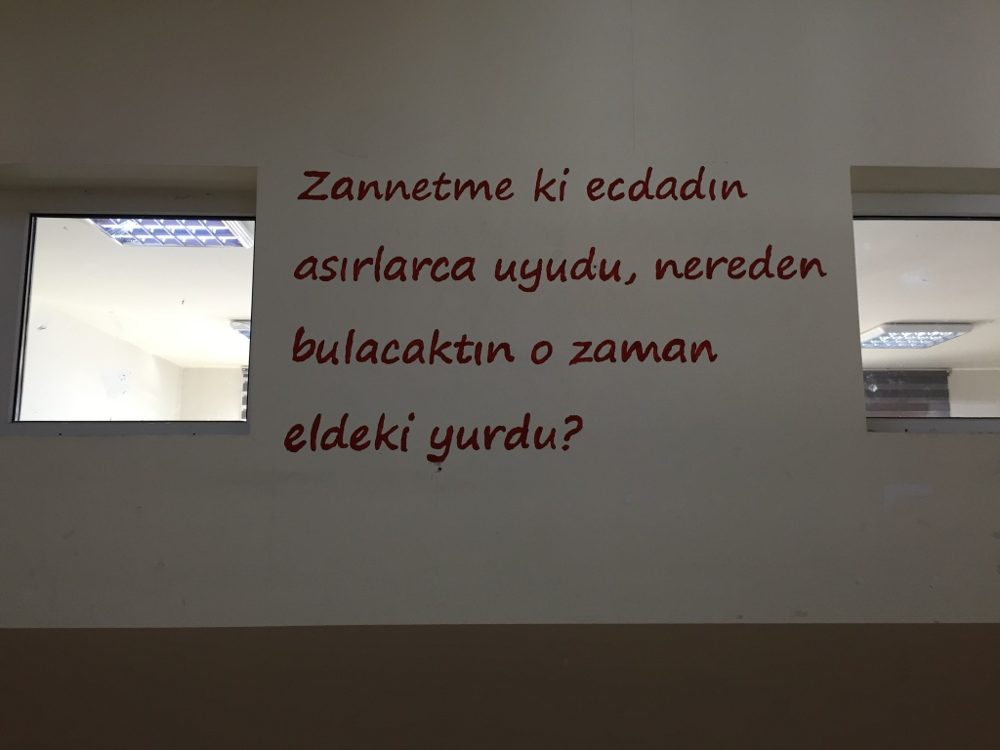 Zannetme ki ecdadın
asırlarca uyudu, nereden
bulacaktın o zaman
eldeki yurdu?